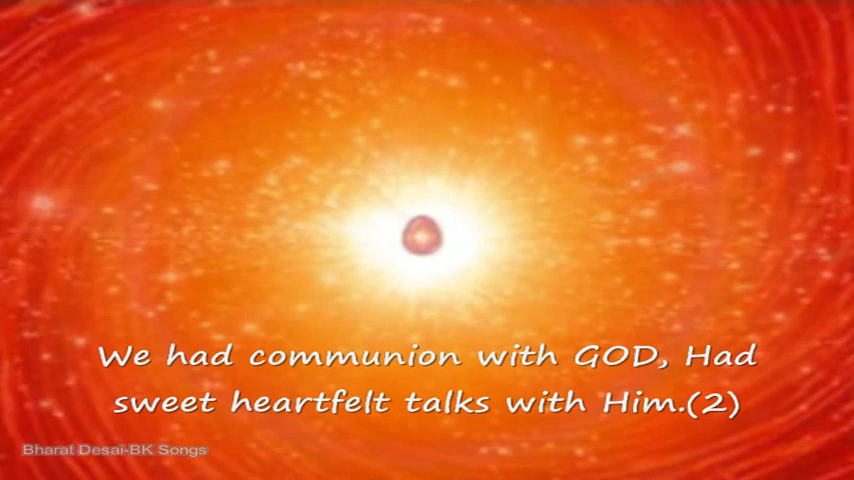 We had communion with GOD, Had
sweet heartfelt talks with Him.(2)
Bharat Desai-BK Songs